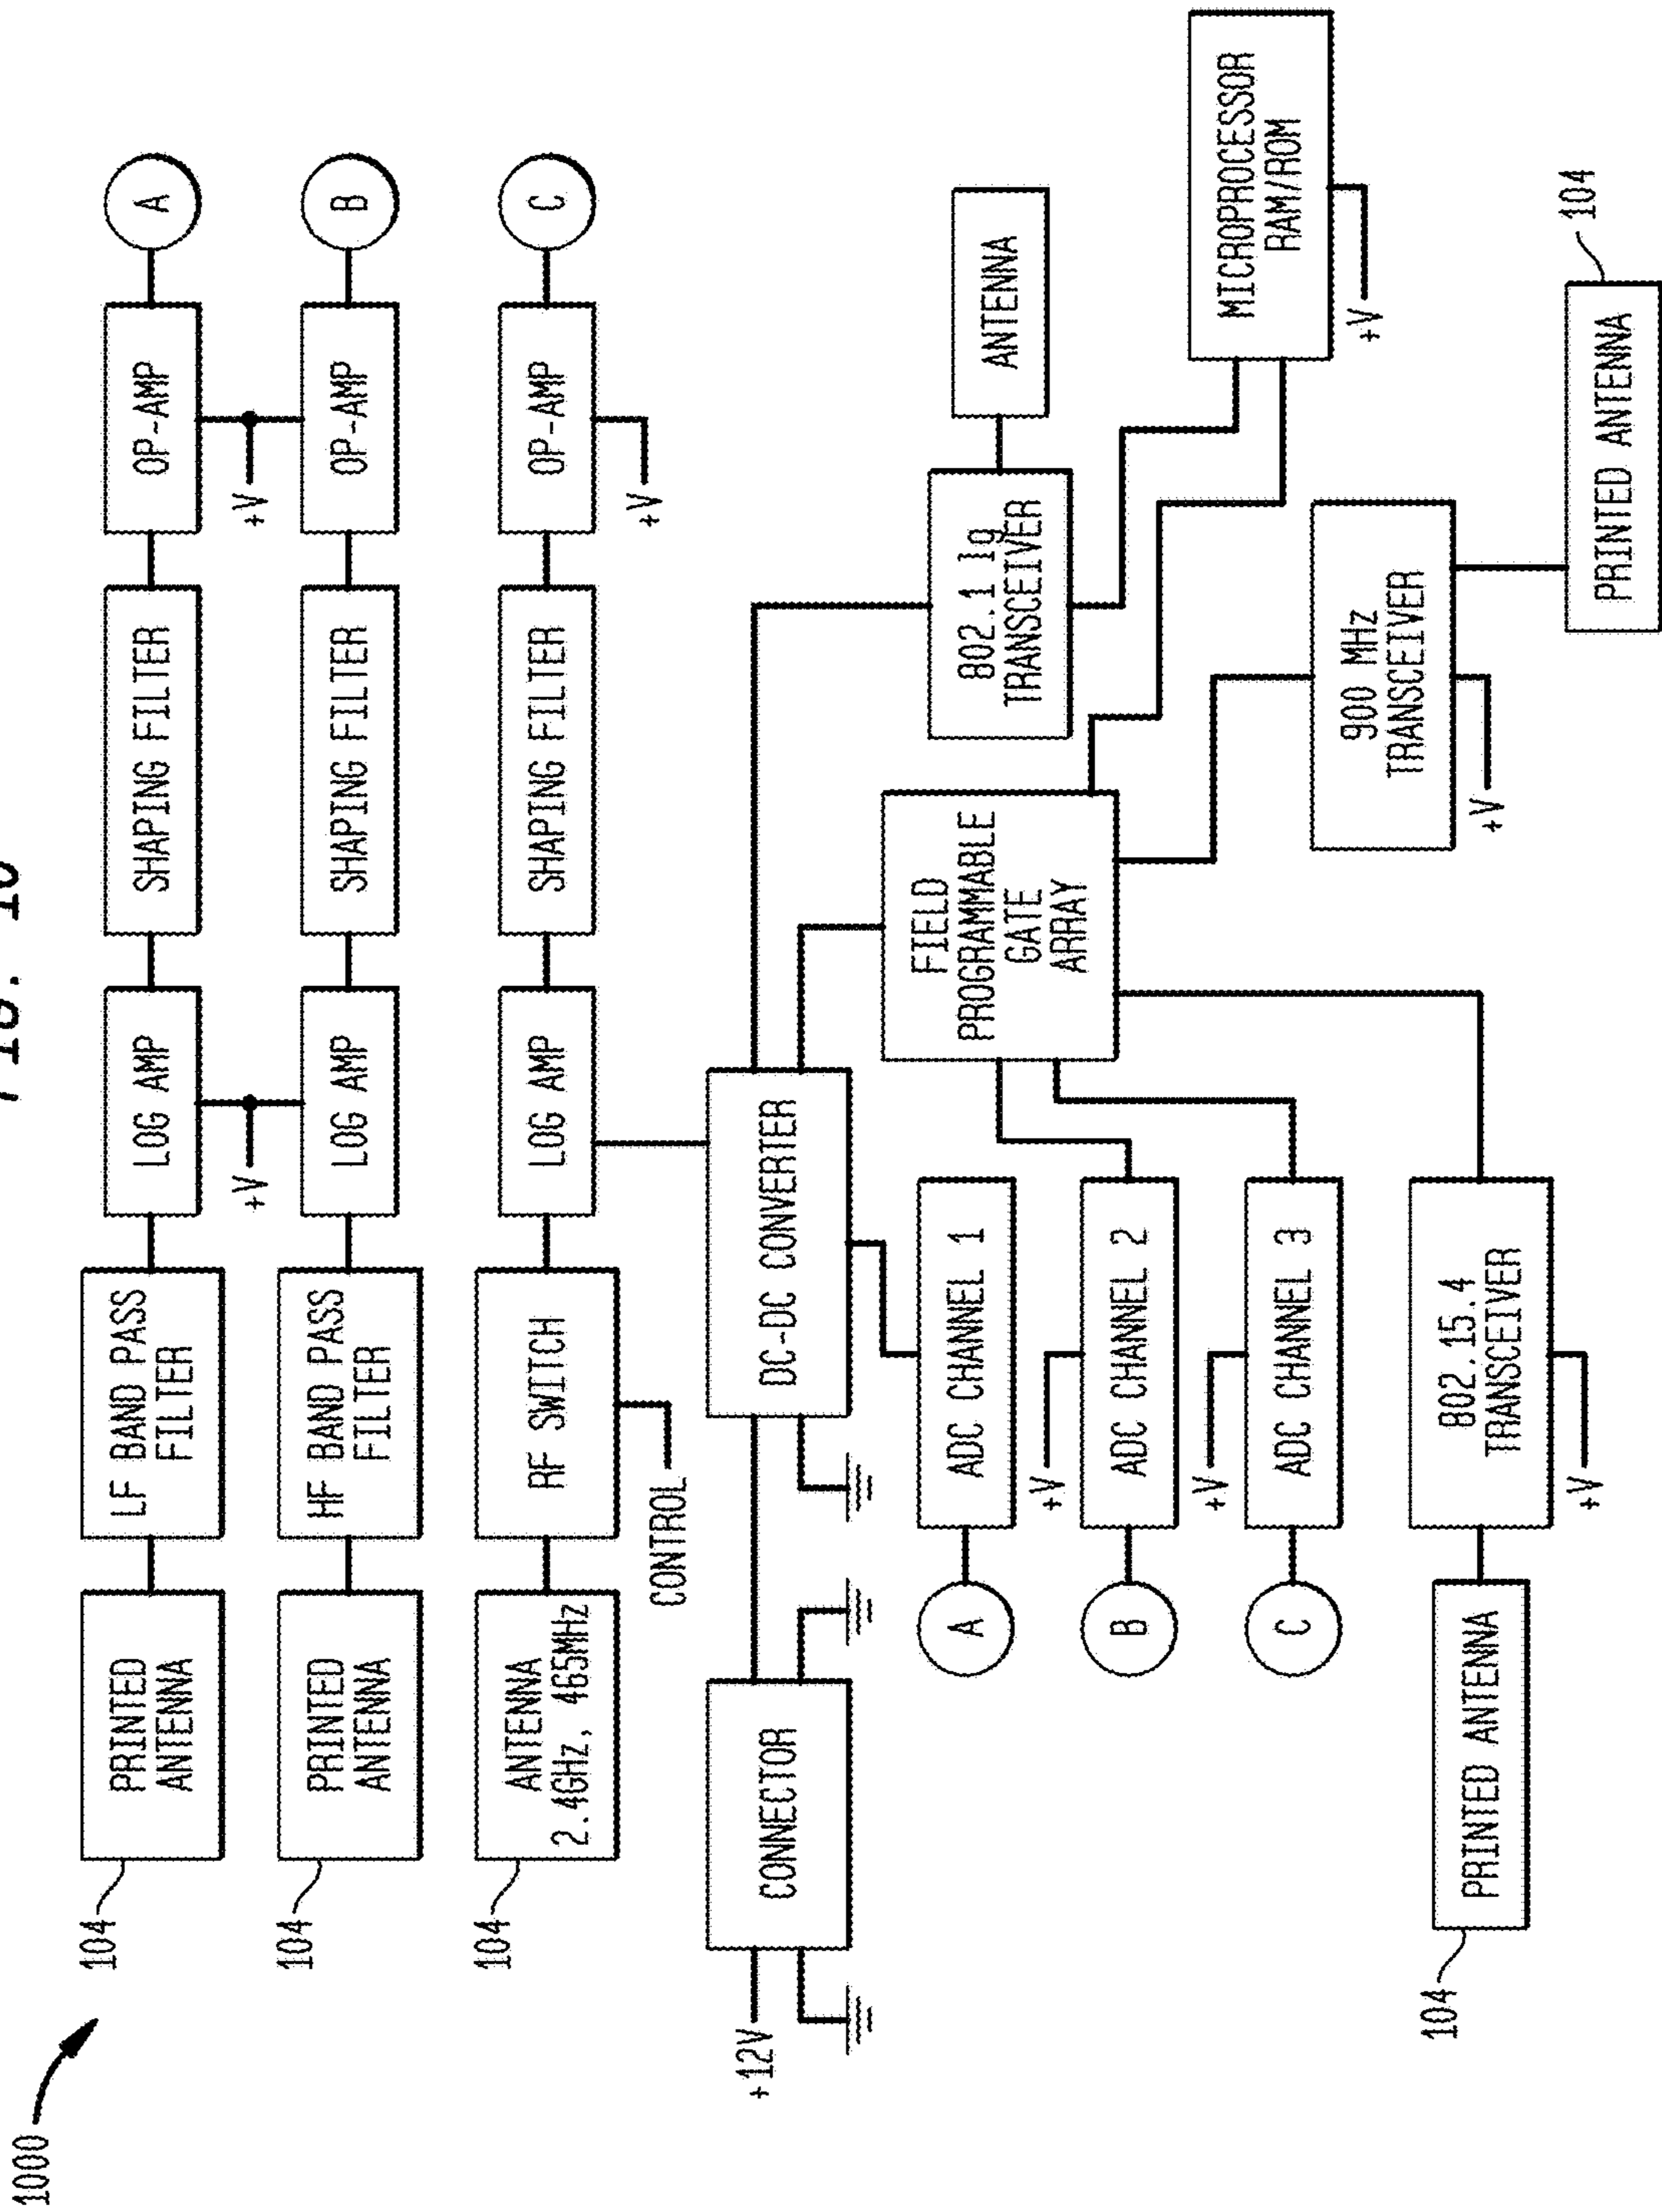 FIG. 10
1000
104
PRINTED
ANTENNA
LF BAND PASS
FILTER
LOG AMP
SHAPING FILTER
OP-AMP
A
+V
+V
104
PRINTED
ANTENNA
HF BAND PASS
FILTER
LOG AMP
SHAPING FILTER
OP-AMP
B
104
ANTENNA
2.4GHz, 465MHz
RF SWITCH
LOG AMP
SHAPING FILTER
OP-AMP
C
CONTROL
+V
+12V
CONNECTOR
DC-DC CONVERTER
802.1 1g
TRANSCEIVER
ANTENNA
A
ADC CHANNEL 1
FIELD
PROGRAMMABLE
GATE
ARRAY
+V
B
ADC CHANNEL 2
MICROPROCESSOR
RAM/ROM
+V
+V
C
ADC CHANNEL 3
900 MHz
TRANSCEIVER
+V
104
PRINTED ANTENNA
802.15.4
TRANSCEIVER
+V
PRINTED ANTENNA
104